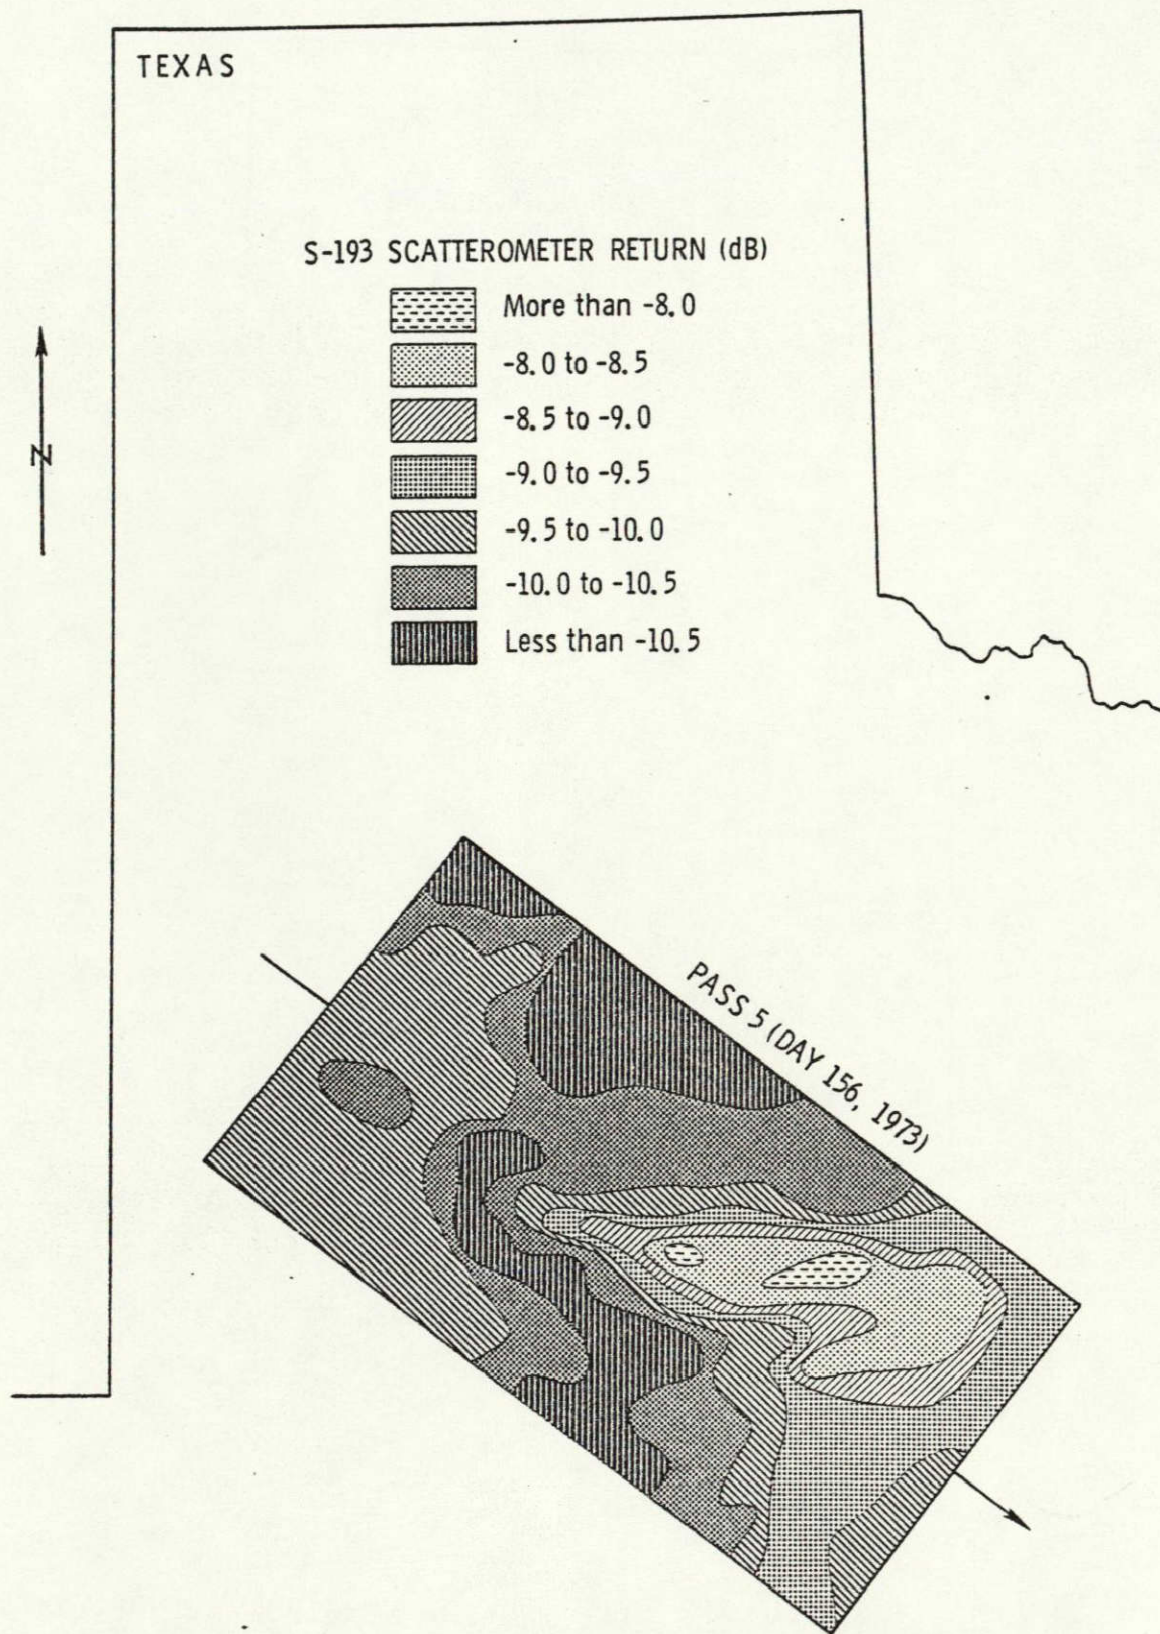 TEXAS
S-193 SCATTEROMETER RETURN (dB)
More than -8.0
-8.0 to -8.5
-8.5 to -9.0
-9.0 to -9.5
-9.5 to -10.0
-10.0 to -10.5
Less than -10.5
N
PASS 5 (DAY 156, 1973)